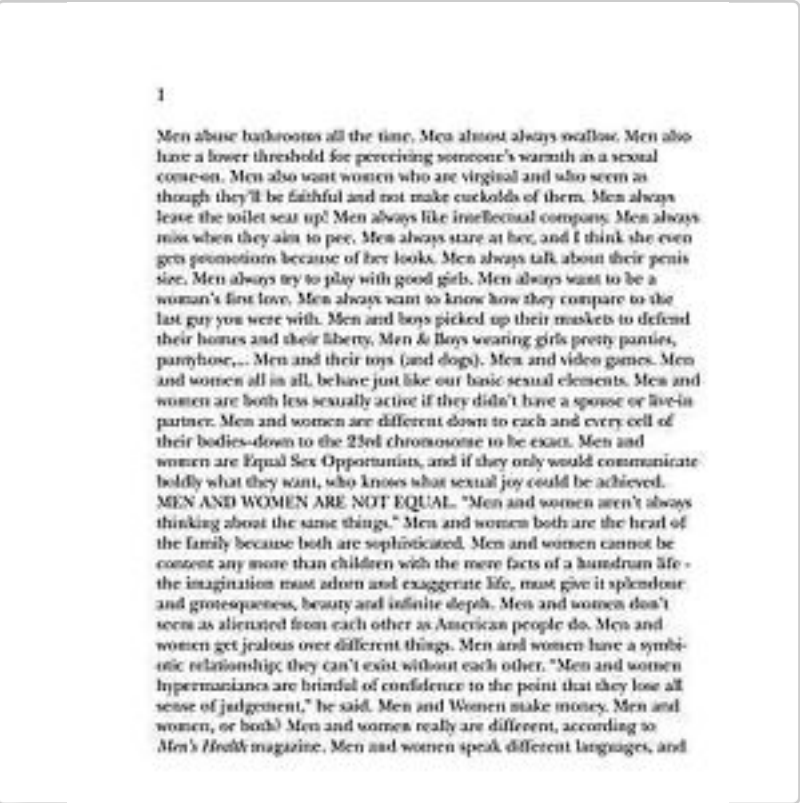 1
Men abuse bathrooms all the time. Men almost always swallow. Men also
have a lower threshold for perceiving someone's warmth as a sexual
come-on. Men also want women who are virginal and who seem as
though they'll be faithful and not make cuckolds of them. Men always
leave the toilet seat up! Men always like intellectual company. Men always
miss when they aim to pee. Men always stare at her, and I think she even
gets promotions because of her looks. Men always talk about their penis
size. Men always try to play with good girls. Men always want to be a
woman's first love. Men always want to know how they compare to the
last guy you were with. Men and boys picked up their muskets to defend
their homes and their liberty. Men & Boys wearing girls pretty panties,
pantyhose,... Men and their toys (and dogs). Men and video games. Men
and women all in all, behave just like our basic sexual elements. Men and
women are both less sexually active if they didn't have a spouse or live-in
partner. Men and women are different down to each and every cell of
their bodies–down to the 23rd chromosome to be exact. Men and
women are Equal Sex Opportunists, and if they only would communicate
boldly what they want, who knows what sexual joy could be achieved.
MEN AND WOMEN ARE NOT EQUAL. "Men and women aren't always
thinking about the same things." Men and women both are the head of
the family because both are sophisticated. Men and women cannot be
content any more than children with the mere facts of a humdrum life -
the imagination must adorn and exaggerate life, must give it splendour
and grotesqueness, beauty and infinite depth. Men and women don't
seem as alienated from each other as American people do. Men and
women get jealous over different things. Men and women have a symbi-
otic relationship; they can't exist without each other. "Men and women
hypermaniancs are brimful of confidence to the point that they lose all
sense of judgement," he said. Men and Women make money. Men and
women, or both? Men and women really are different, according to
Men's Health magazine. Men and women speak different languages, and